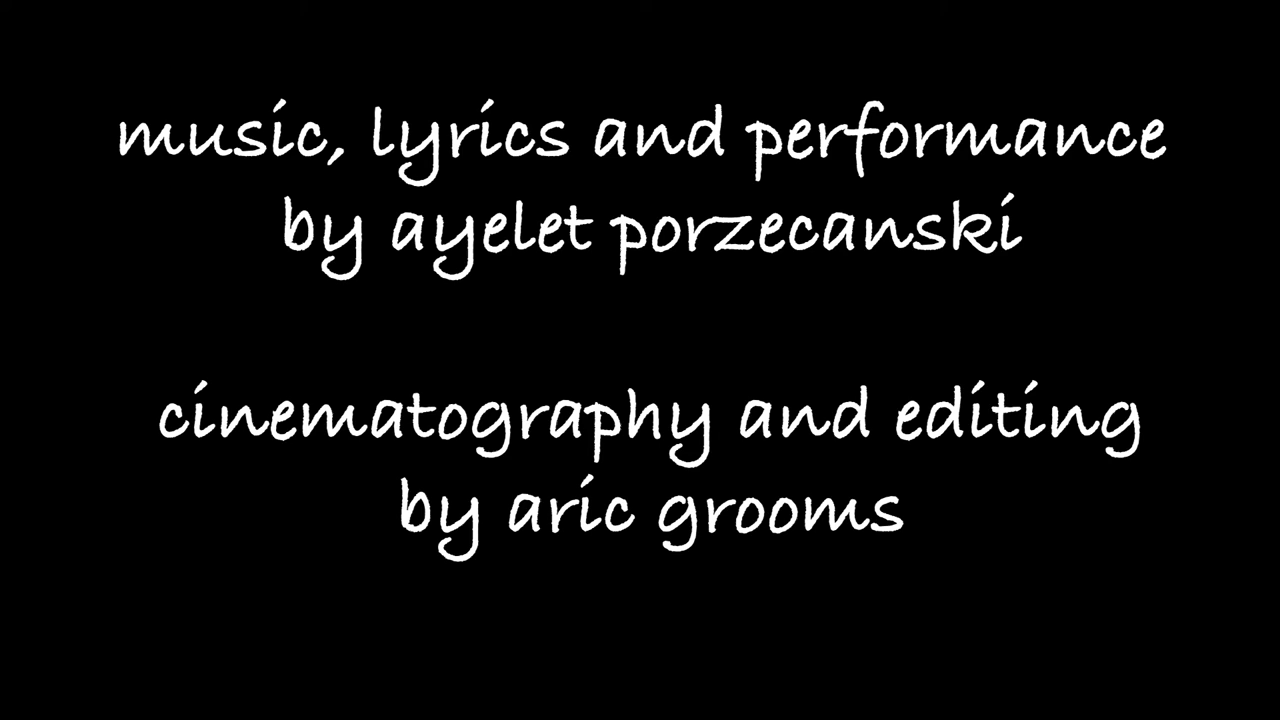 music, lyrics and performance
by ayelet porzecanski
cinematography and editing
by aric grooms